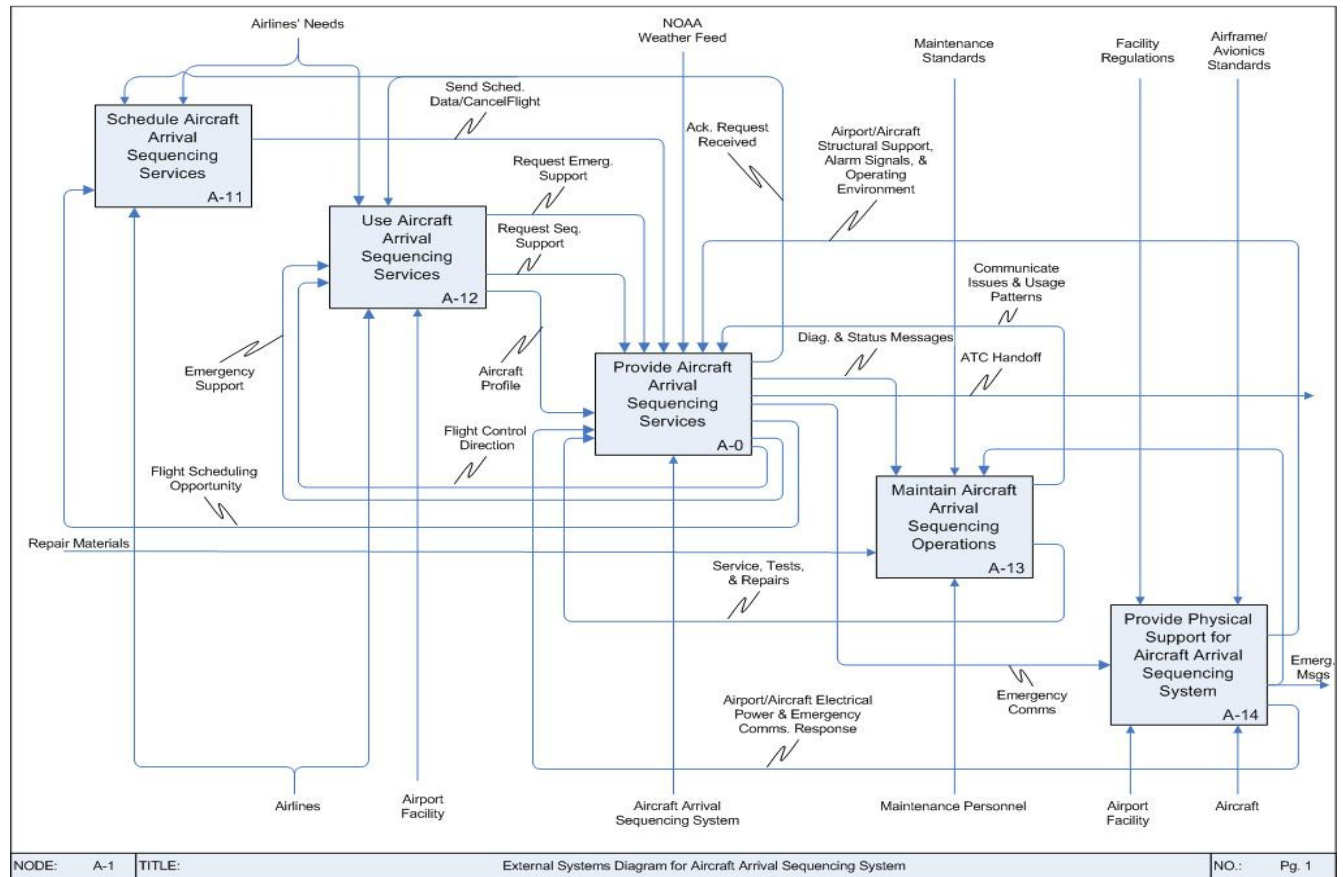 Airlines' Needs
NOAA
Weather Feed
Maintenance
Standards
Facility
Regulations
Airframe/
Avionics
Standards
Send Sched.
Data/CancelFlight
Schedule Aircraft
Arrival
Sequencing
Services
A-11
Ack. Request
Received
Airport/Aircraft
Structural Support,
Alarm Signals, &
Operating
Environment
Request Emerg.
Support
Use Aircraft
Arrival
Sequencing
Services
A-12
Request Seq.
Support
Communicate
Issues & Usage
Patterns
Diag. & Status Messages
ATC Handoff
Emergency
Support
Aircraft
Profile
Provide Aircraft
Arrival
Sequencing
Services
A-0
Flight Control
Direction
Flight Scheduling
Opportunity
Maintain Aircraft
Arrival
Sequencing
Operations
A-13
Repair Materials
Service, Tests,
& Repairs
Provide Physical
Support for
Aircraft Arrival
Sequencing
System
A-14
Emerg.
Msgs
Emergency
Comms
Airport/Aircraft Electrical
Power & Emergency
Comms. Response
Airlines
Airport
Facility
Aircraft Arrival
Sequencing System
Maintenance Personnel
Airport
Facility
Aircraft
NODE: A-1 TITLE: External Systems Diagram for Aircraft Arrival Sequencing System NO.: Pg. 1